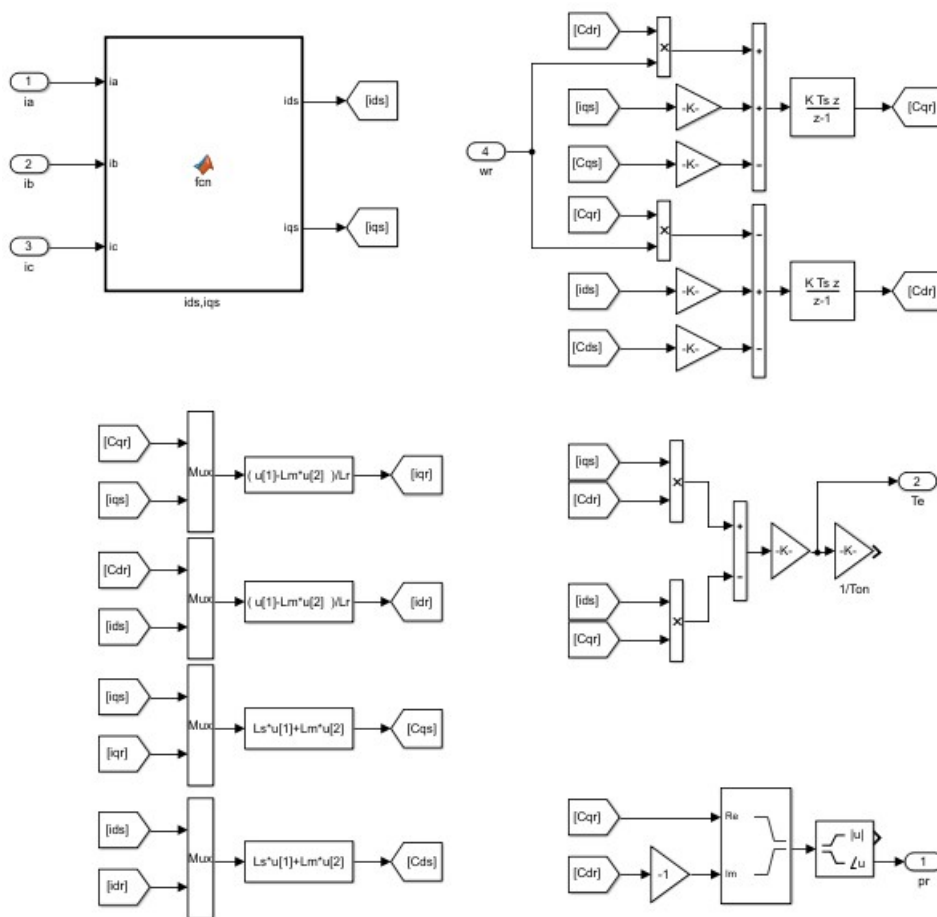 1
ia
2
ib
3
ic
ia
ib
ic
fcn
ids
iqs
ids,iqs
[ids]
[iqs]
4
wr
[Cdr]
×
[iqs]
-K-
[Cqs]
-K-
+
+
−
K Ts z
z-1
[Cqr]
[Cqr]
×
[ids]
-K-
[Cds]
-K-
−
+
−
K Ts z
z-1
[Cdr]
[Cqr]
[iqs]
Mux
( u[1]-Lm*u[2] )/Lr
[iqr]
[Cdr]
[ids]
Mux
( u[1]-Lm*u[2] )/Lr
[idr]
[iqs]
[iqr]
Mux
Ls*u[1]+Lm*u[2]
[Cqs]
[ids]
[idr]
Mux
Ls*u[1]+Lm*u[2]
[Cds]
[iqs]
[Cdr]
×
[ids]
[Cqr]
×
+
−
-K-
-K-
1/Ton
2
Te
[Cqr]
[Cdr]
-1
Re
Im
|u|
∠u
1
pr